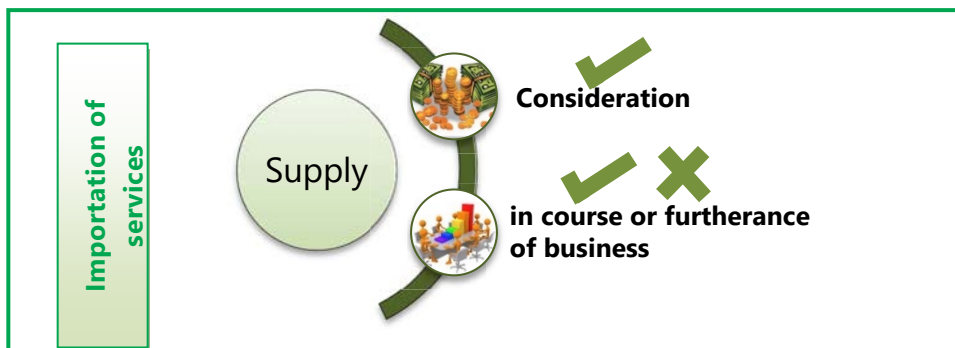 Importation of
services
Supply
Consideration
in course or furtherance
of business